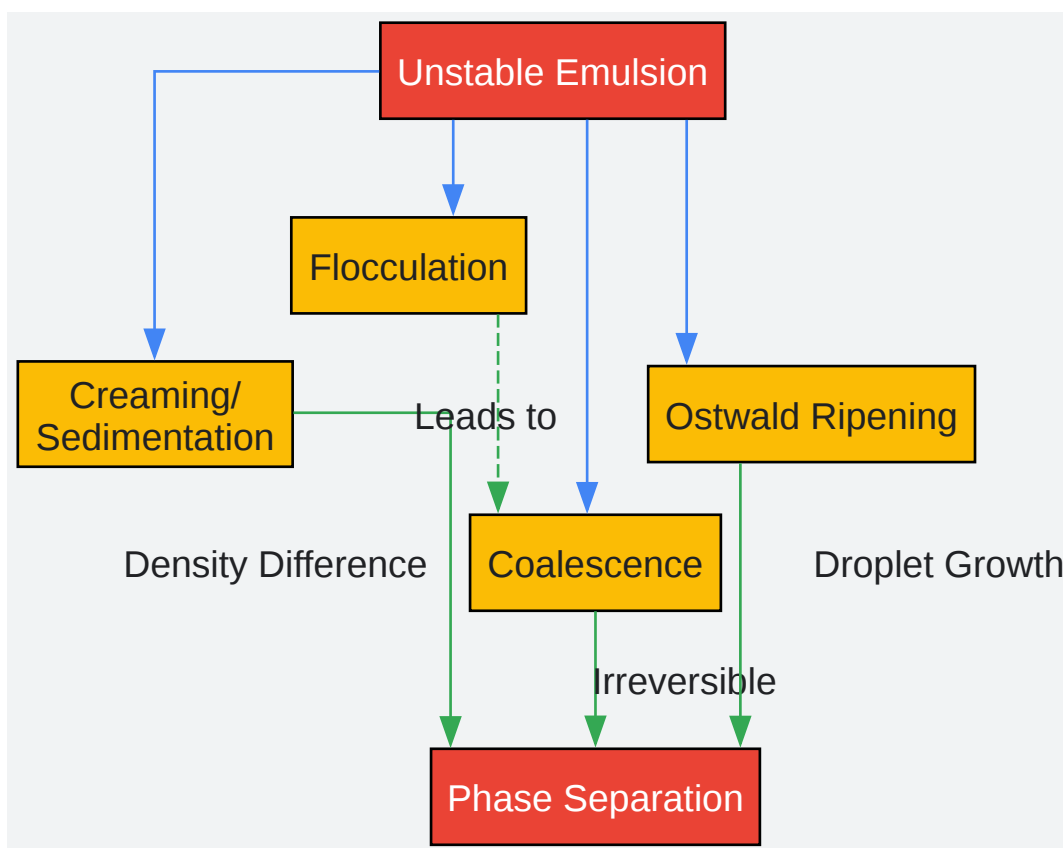 Unstable Emulsion
Flocculation
Creaming/
Sedimentation
Leads to
Ostwald Ripening
Density Difference
Coalescence
Droplet Growth
Irreversible
Phase Separation